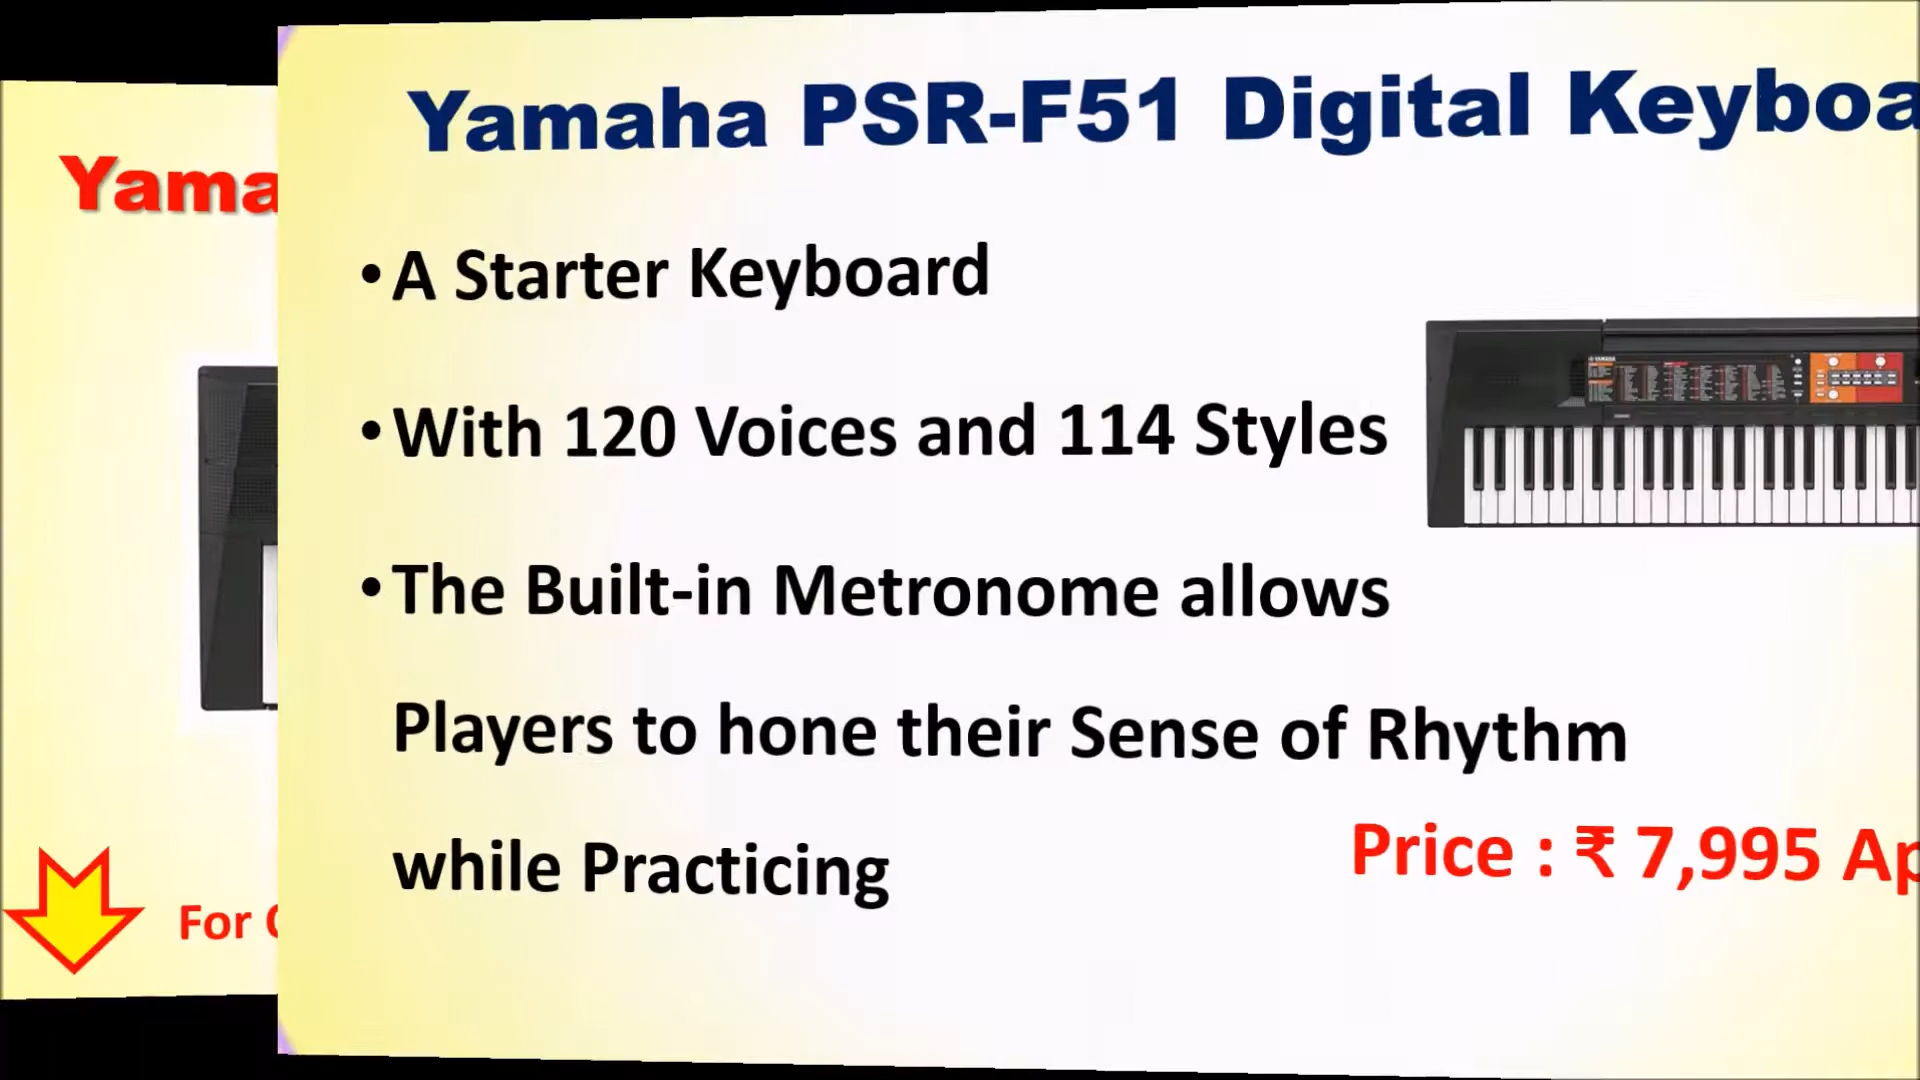 Yamaha PSR-F51 Digital Keyboa
Yama
• A Starter Keyboard
• With 120 Voices and 114 Styles
• The Built-in Metronome allows
Players to hone their Sense of Rhythm
while Practicing
Price : ₹ 7,995 Ap
For